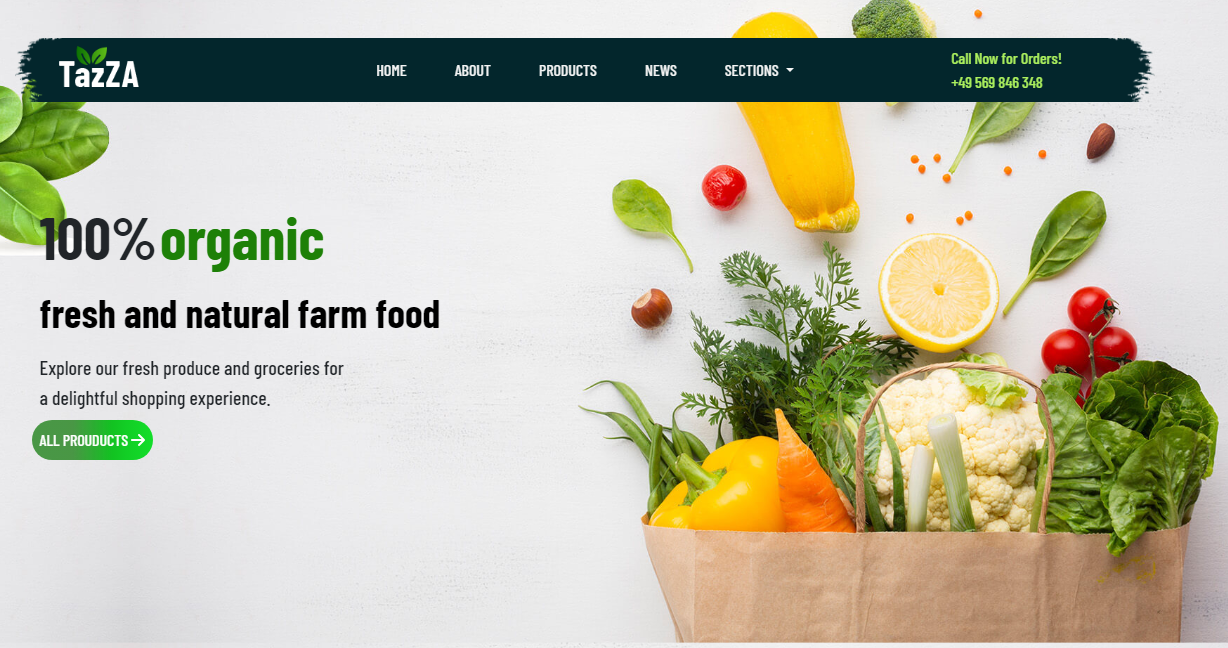 TazZA
HOME ABOUT PRODUCTS NEWS SECTIONS
Call Now for Orders!
+49 569 846 348
100% organic
fresh and natural farm food
Explore our fresh produce and groceries for
a delightful shopping experience.
ALL PROUDUCTS